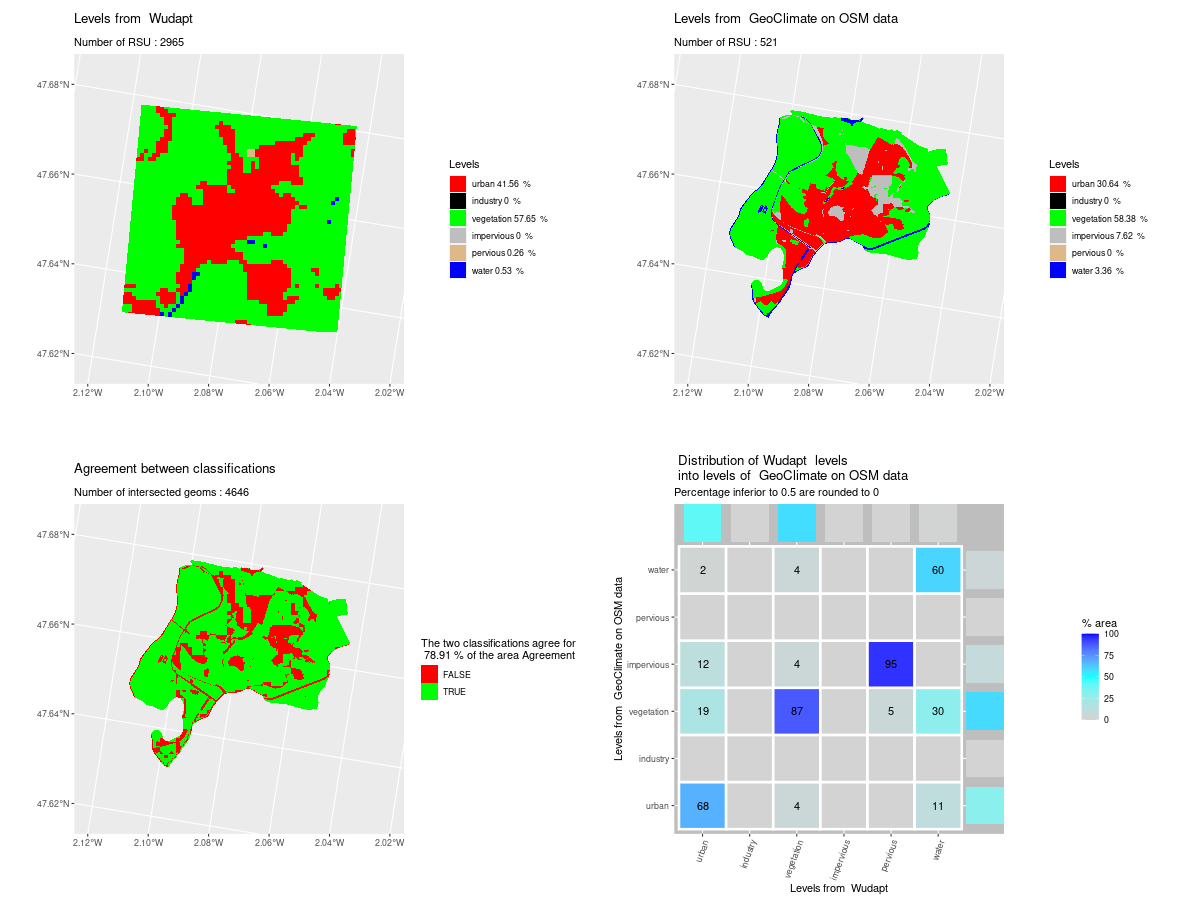 Levels from  Wudapt
Number of RSU : 2965
47.68°N
47.66°N
47.64°N
47.62°N
2.12°W
2.10°W
2.08°W
2.06°W
2.04°W
2.02°W
Levels
urban 41.56  %
industry 0  %
vegetation 57.65  %
impervious 0  %
pervious 0.26  %
water 0.53  %
Levels from  GeoClimate on OSM data
Number of RSU : 521
47.68°N
47.66°N
47.64°N
47.62°N
2.12°W
2.10°W
2.08°W
2.06°W
2.04°W
2.02°W
Levels
urban 30.64  %
industry 0  %
vegetation 58.38  %
impervious 7.62  %
pervious 0  %
water 3.36  %
Agreement between classifications
Number of intersected geoms : 4646
47.68°N
47.66°N
47.64°N
47.62°N
2.12°W
2.10°W
2.08°W
2.06°W
2.04°W
2.02°W
The two classifications agree for
78.91 % of the area Agreement
FALSE
TRUE
Distribution of Wudapt  levels
into levels of  GeoClimate on OSM data
Percentage inferior to 0.5 are rounded to 0
Levels from  GeoClimate on OSM data
water
2
4
60
pervious
impervious
12
4
95
vegetation
19
87
5
30
industry
urban
68
4
11
urban
industry
vegetation
impervious
pervious
water
Levels from  Wudapt
% area
100
75
50
25
0